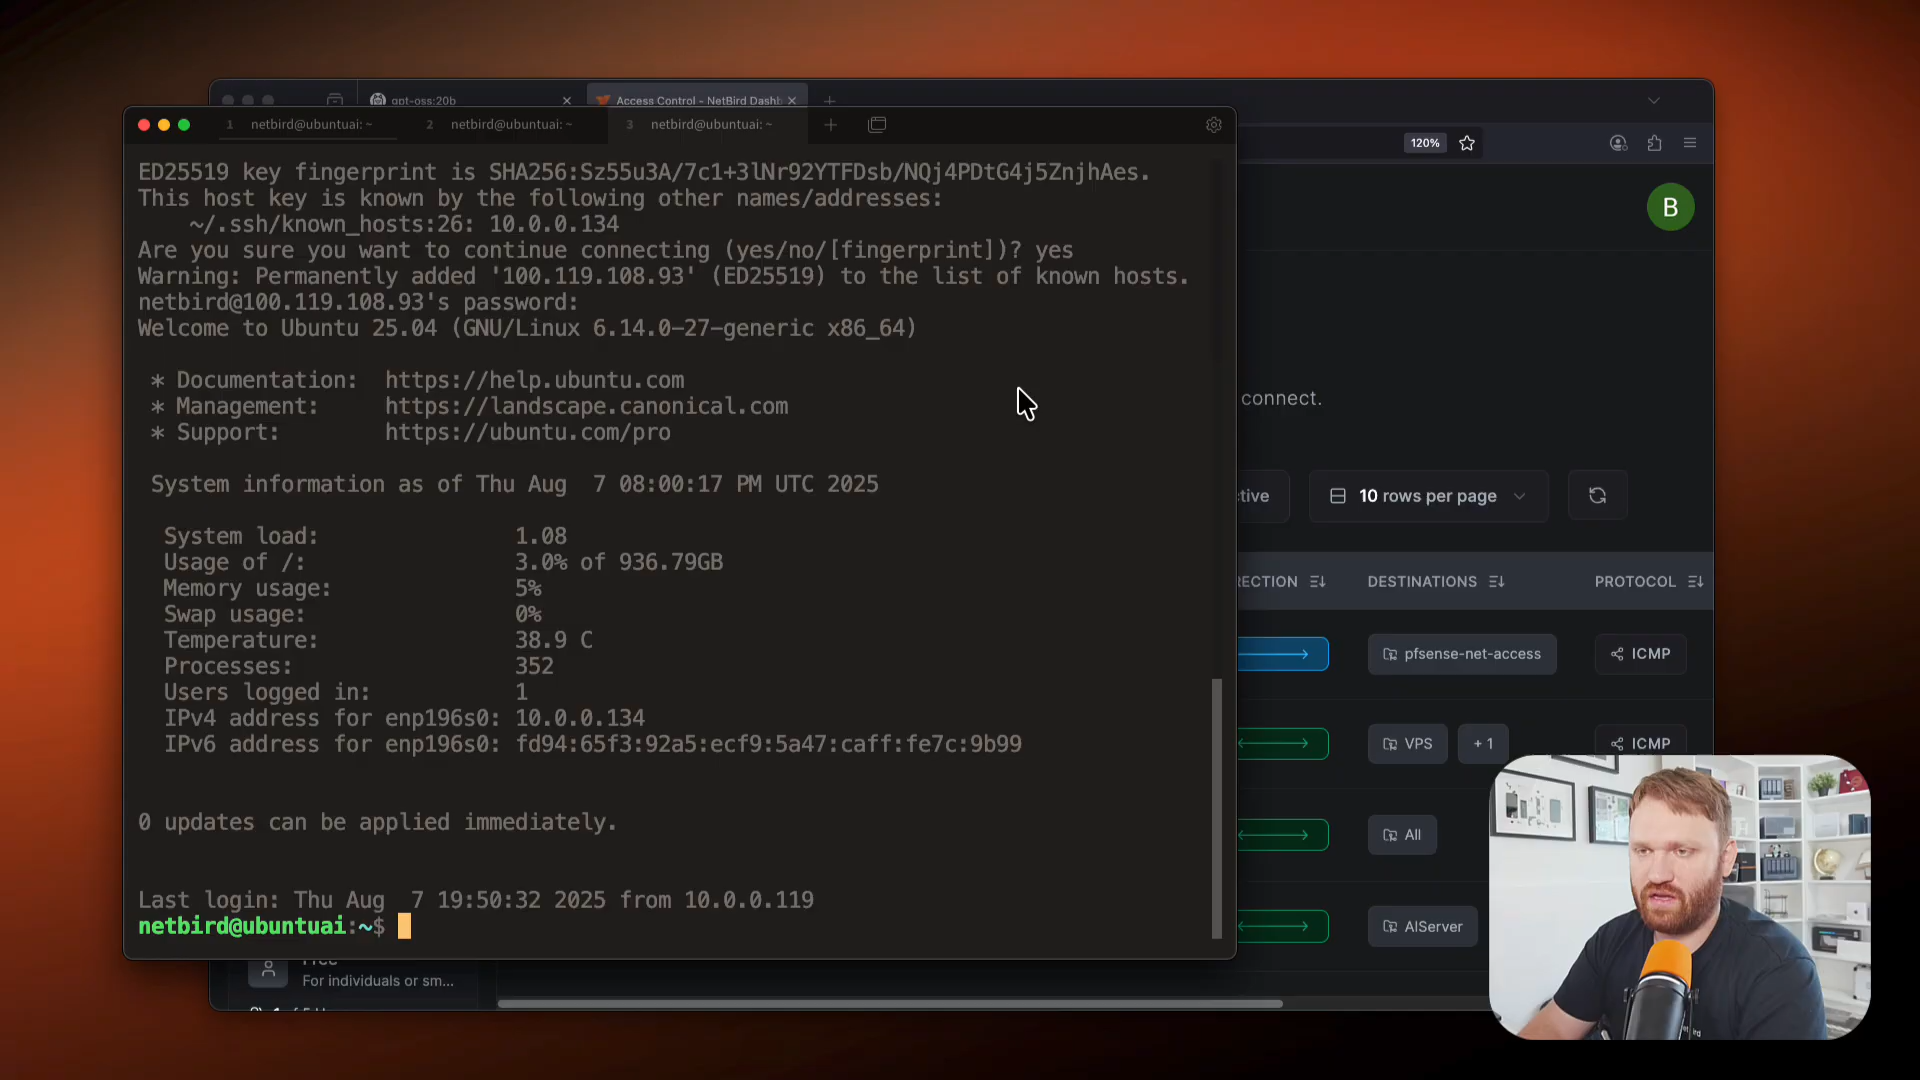 gpt-oss:20b
Access Control - NetBird Dashb
1 netbird@ubuntuai: ~
2 netbird@ubuntuai: ~
3 netbird@ubuntuai: ~
120%
ED25519 key fingerprint is SHA256:Sz55u3A/7c1+3lNr92YTFDsb/NQj4PDtG4j5ZnjhAes.
This host key is known by the following other names/addresses:
~/.ssh/known_hosts:26: 10.0.0.134
Are you sure you want to continue connecting (yes/no/[fingerprint])? yes
Warning: Permanently added '100.119.108.93' (ED25519) to the list of known hosts.
netbird@100.119.108.93's password:
Welcome to Ubuntu 25.04 (GNU/Linux 6.14.0-27-generic x86_64)
* Documentation: https://help.ubuntu.com
* Management: https://landscape.canonical.com
* Support: https://ubuntu.com/pro
System information as of Thu Aug 7 08:00:17 PM UTC 2025
System load: 1.08
Usage of /: 3.0% of 936.79GB
Memory usage: 5%
Swap usage: 0%
Temperature: 38.9 C
Processes: 352
Users logged in: 1
IPv4 address for enp196s0: 10.0.0.134
IPv6 address for enp196s0: fd94:65f3:92a5:ecf9:5a47:caff:fe7c:9b99
0 updates can be applied immediately.
Last login: Thu Aug 7 19:50:32 2025 from 10.0.0.119
netbird@ubuntuai:~$
B
connect.
ctive
10 rows per page
RECTION
DESTINATIONS
PROTOCOL
pfsense-net-access
ICMP
VPS
+ 1
ICMP
All
AIServer
Free
For individuals or sm...